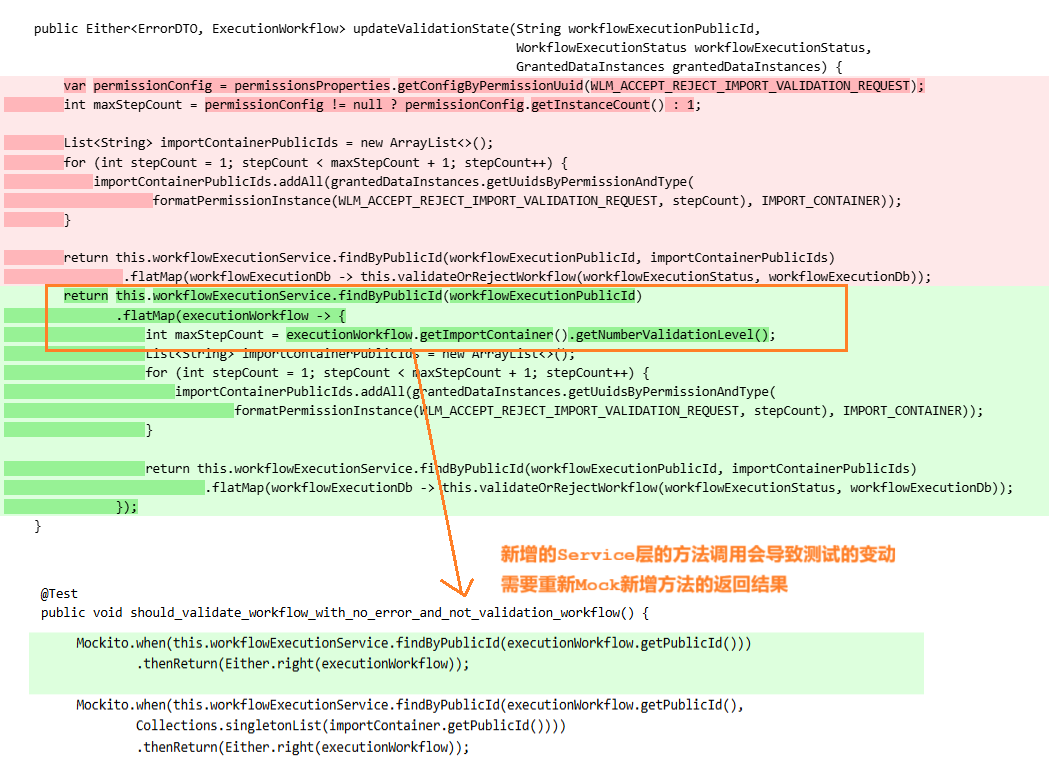 public Either<ErrorDTO, ExecutionWorkflow> updateValidationState(String workflowExecutionPublicId,
WorkflowExecutionStatus workflowExecutionStatus,
GrantedDataInstances grantedDataInstances) {
var permissionConfig = permissionsProperties.getConfigByPermissionUuid(WLM_ACCEPT_REJECT_IMPORT_VALIDATION_REQUEST);
int maxStepCount = permissionConfig != null ? permissionConfig.getInstanceCount() : 1;
List<String> importContainerPublicIds = new ArrayList<>();
for (int stepCount = 1; stepCount < maxStepCount + 1; stepCount++) {
importContainerPublicIds.addAll(grantedDataInstances.getUuidsByPermissionAndType(
formatPermissionInstance(WLM_ACCEPT_REJECT_IMPORT_VALIDATION_REQUEST, stepCount), IMPORT_CONTAINER));
}
return this.workflowExecutionService.findByPublicId(workflowExecutionPublicId, importContainerPublicIds)
.flatMap(workflowExecutionDb -> this.validateOrRejectWorkflow(workflowExecutionStatus, workflowExecutionDb));
return this.workflowExecutionService.findByPublicId(workflowExecutionPublicId)
.flatMap(executionWorkflow -> {
int maxStepCount = executionWorkflow.getImportContainer().getNumberValidationLevel();
List<String> importContainerPublicIds = new ArrayList<>();
for (int stepCount = 1; stepCount < maxStepCount + 1; stepCount++) {
importContainerPublicIds.addAll(grantedDataInstances.getUuidsByPermissionAndType(
formatPermissionInstance(WLM_ACCEPT_REJECT_IMPORT_VALIDATION_REQUEST, stepCount), IMPORT_CONTAINER));
}
return this.workflowExecutionService.findByPublicId(workflowExecutionPublicId, importContainerPublicIds)
.flatMap(workflowExecutionDb -> this.validateOrRejectWorkflow(workflowExecutionStatus, workflowExecutionDb));
});
}
新增的Service层的方法调用会导致测试的变动
需要重新Mock新增方法的返回结果
@Test
public void should_validate_workflow_with_no_error_and_not_validation_workflow() {
Mockito.when(this.workflowExecutionService.findByPublicId(executionWorkflow.getPublicId()))
.thenReturn(Either.right(executionWorkflow));
Mockito.when(this.workflowExecutionService.findByPublicId(executionWorkflow.getPublicId(),
Collections.singletonList(importContainer.getPublicId())))
.thenReturn(Either.right(executionWorkflow));